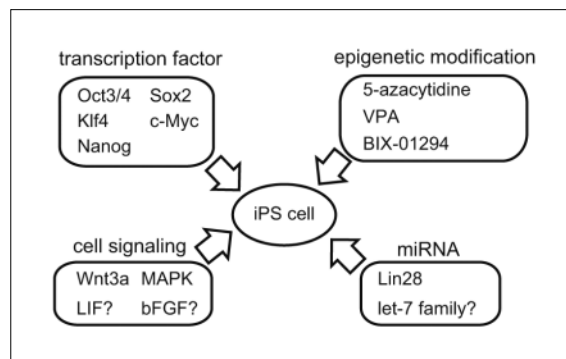 transcription factor
Oct3/4 Sox2
Klf4 c-Myc
Nanog
epigenetic modification
5-azacytidine
VPA
BIX-01294
iPS cell
cell signaling
Wnt3a MAPK
LIF? bFGF?
miRNA
Lin28
let-7 family?